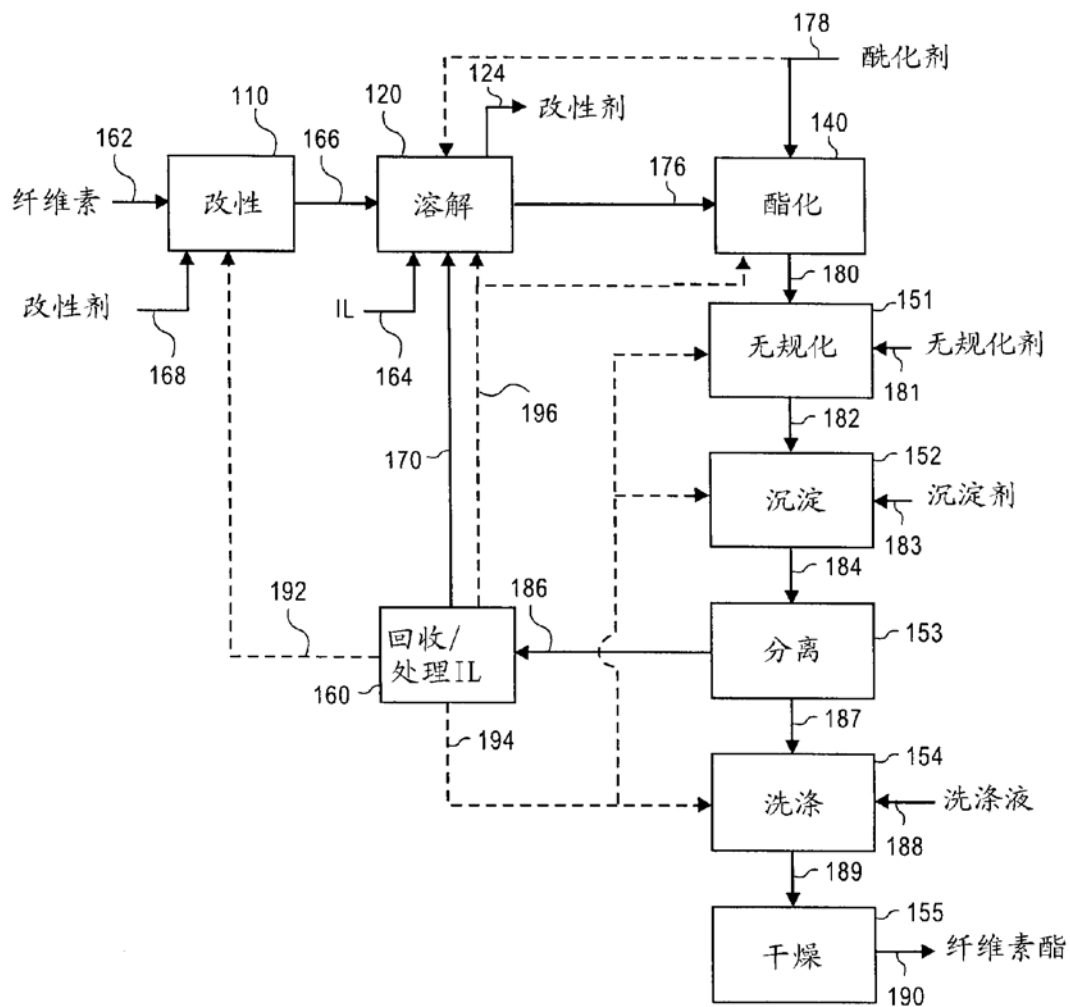 178
酰化剂
124
改性剂
110
120
140
162
166
176
纤维素
改性
溶解
酯化
180
改性剂
168
IL
164
151
无规化
无规化剂
181
196
182
170
152
沉淀
沉淀剂
183
184
192
186
153
回收/
处理IL
分离
160
187
194
154
洗涤
洗涤液
188
189
155
干燥
纤维素酯
190